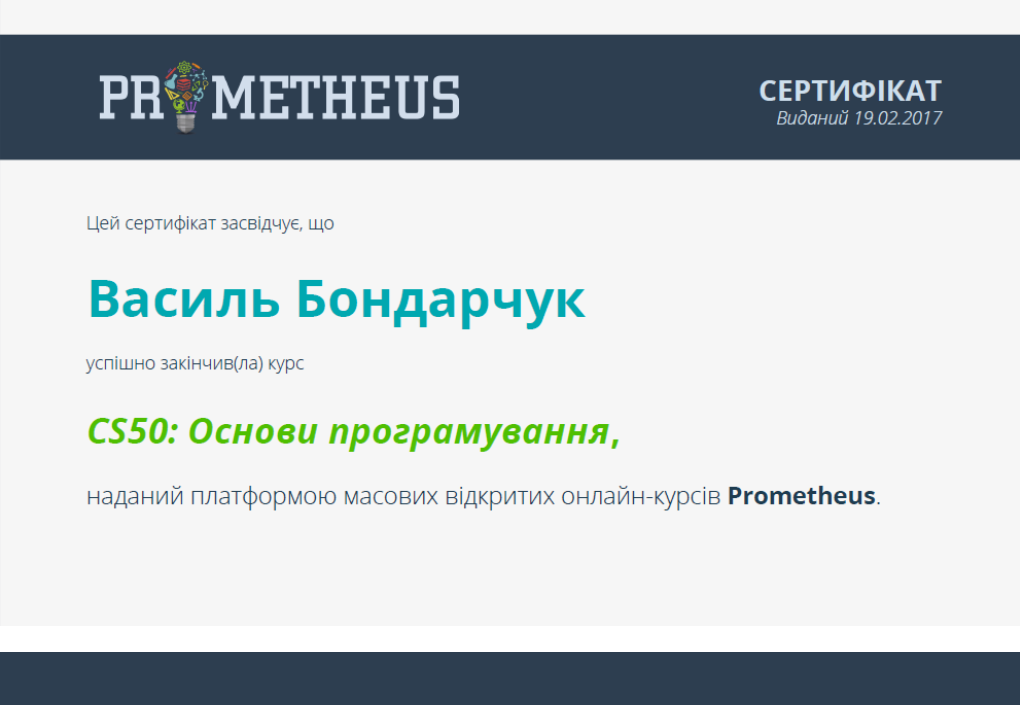 PROMETHEUS
СЕРТИФІКАТ
Виданий 19.02.2017
Цей сертифікат засвідчує, що
Василь Бондарчук
успішно закінчив(ла) курс
CS50: Основи програмування,
наданий платформою масових відкритих онлайн-курсів Prometheus.